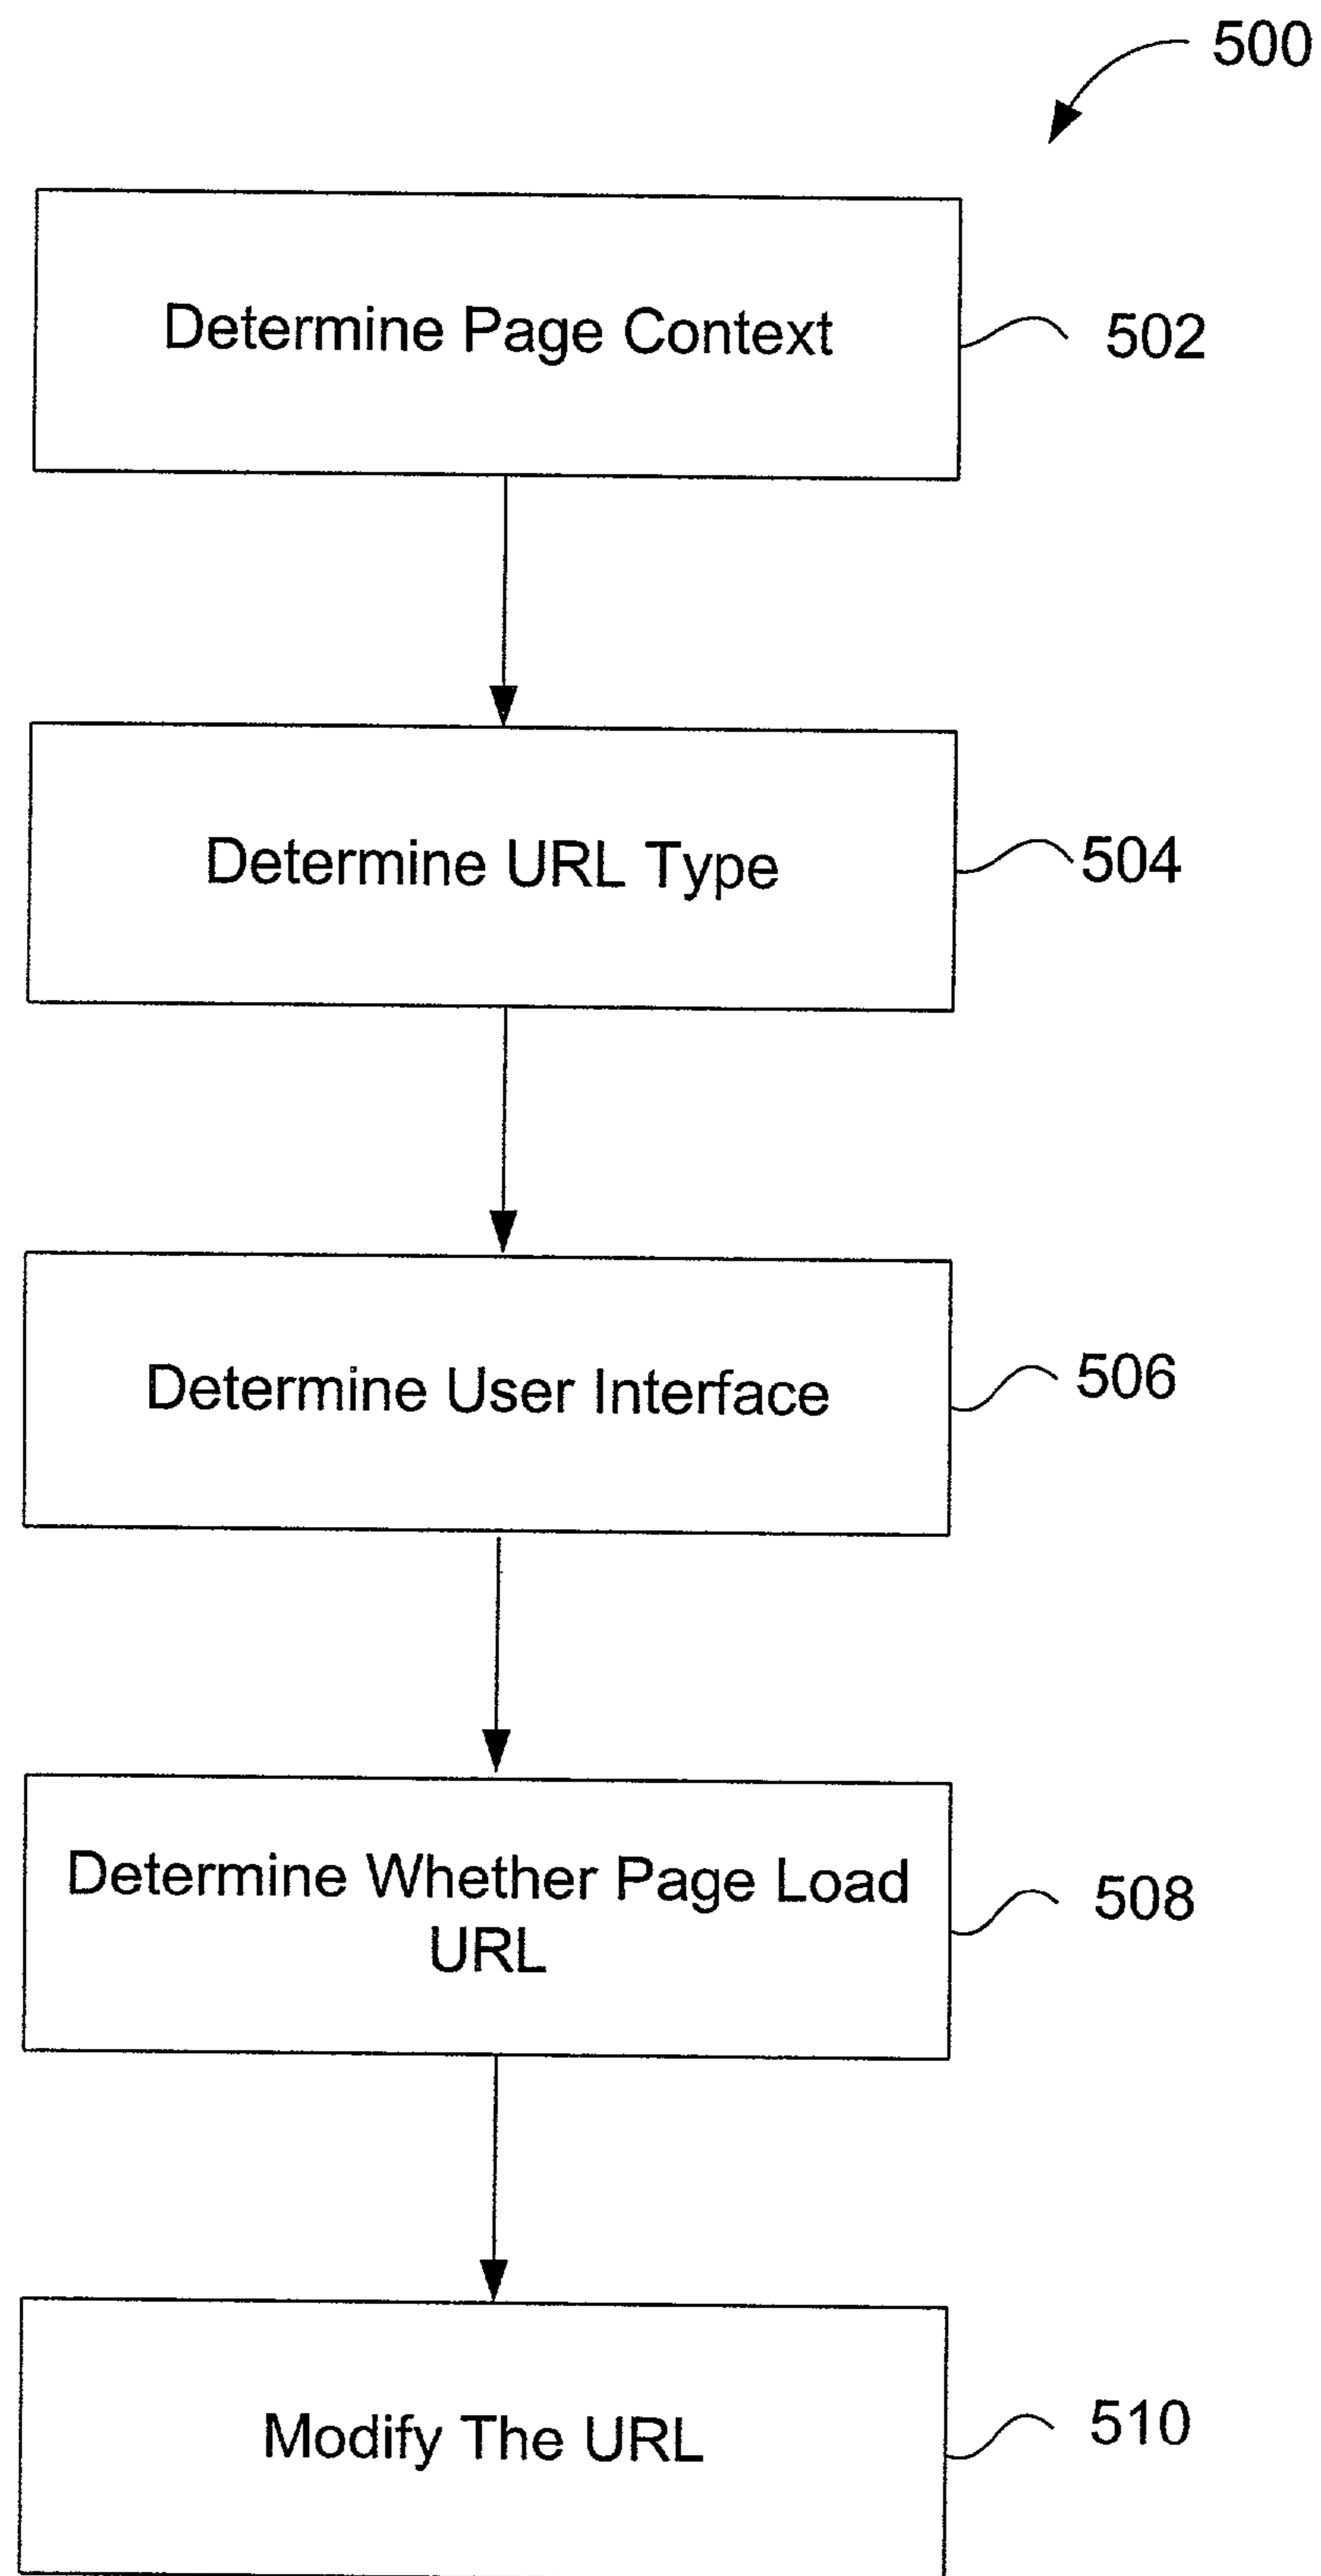 500
Determine Page Context
502
Determine URL Type
504
Determine User Interface
506
Determine Whether Page Load
URL
508
Modify The URL
510